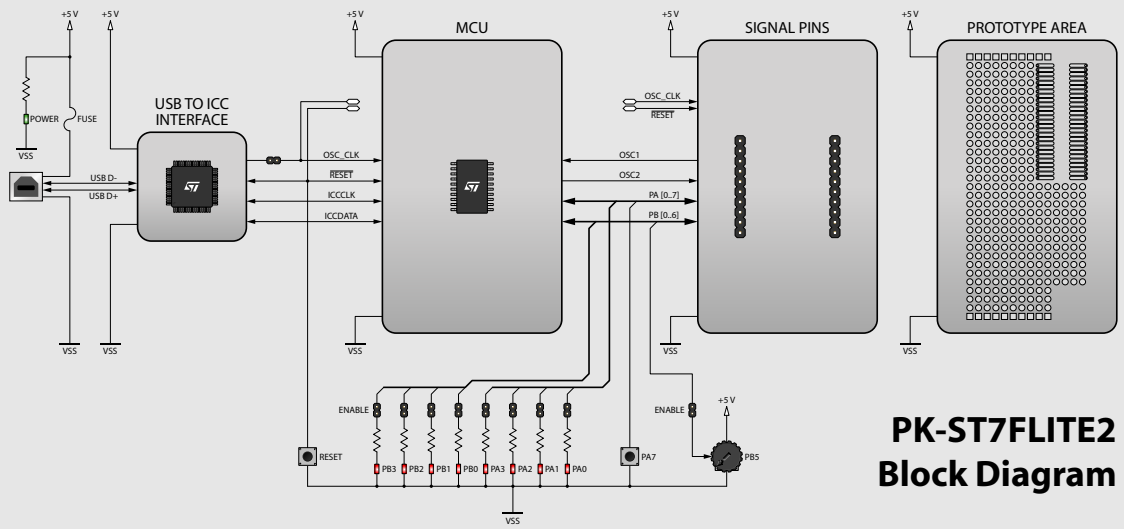 +5 V
+5 V
+5 V
MCU
+5 V
SIGNAL PINS
+5 V
PROTOTYPE AREA
USB TO ICC
INTERFACE
POWER
FUSE
VSS
USB D-
USB D+
ST
OSC_CLK
RESET
ICCCLK
ICCDATA
ST
OSC_CLK
RESET
OSC1
OSC2
PA [0..7]
PB [0..6]
VSS
VSS
VSS
VSS
VSS
ENABLE
ENABLE
+5 V
RESET
PB3
PB2
PB1
PB0
PA3
PA2
PA1
PA0
PA7
PB5
VSS
PK-ST7FLITE2
Block Diagram